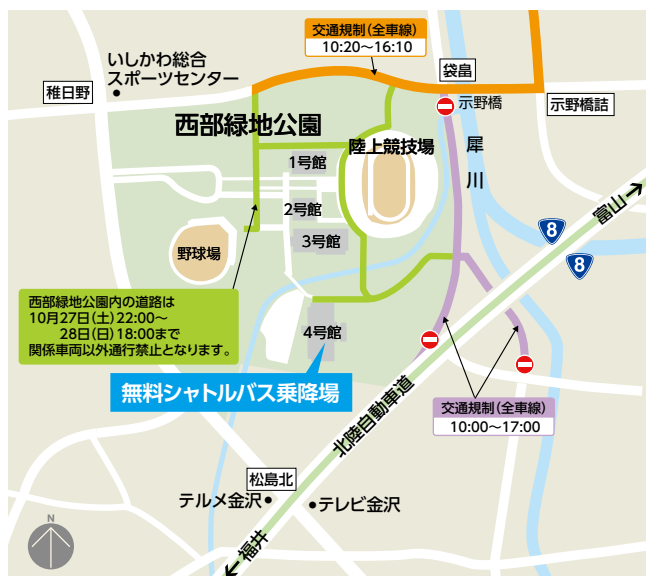 交通規制（全車線）
10:20〜16:10
いしかわ総合
スポーツセンター
稚日野
袋畠
示野橋
示野橋詰
西部緑地公園
陸上競技場
犀川
1号館
2号館
3号館
野球場
富山
8
8
西部緑地公園内の道路は
10月27日（土）22:00〜
28日（日）18:00まで
関係車両以外通行禁止となります。
4号館
無料シャトルバス乗降場
交通規制（全車線）
10:00〜17:00
北陸自動車道
松島北
テルメ金沢
テレビ金沢
福井
N